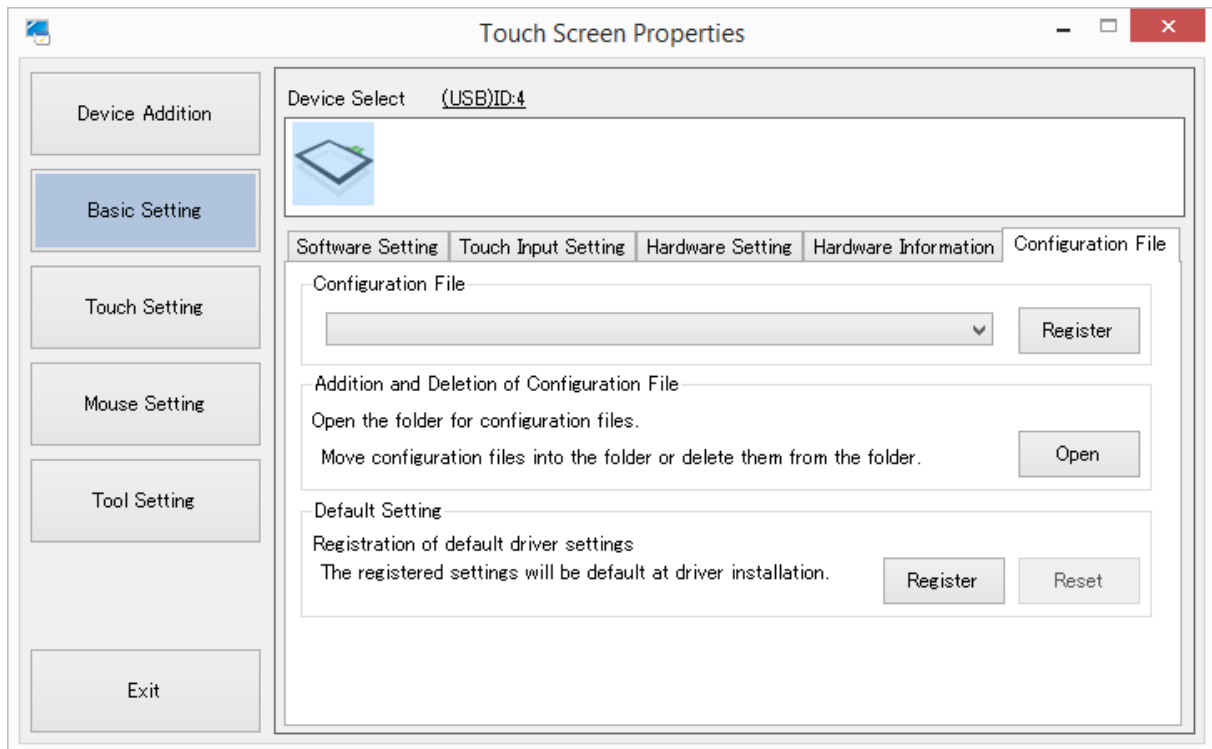 Touch Screen Properties
Device Addition
Basic Setting
Touch Setting
Mouse Setting
Tool Setting
Exit
Device Select (USB)ID:4
Software Setting Touch Input Setting Hardware Setting Hardware Information Configuration File
Configuration File
Register
Addition and Deletion of Configuration File
Open the folder for configuration files.
Move configuration files into the folder or delete them from the folder.
Open
Default Setting
Registration of default driver settings
The registered settings will be default at driver installation.
Register Reset